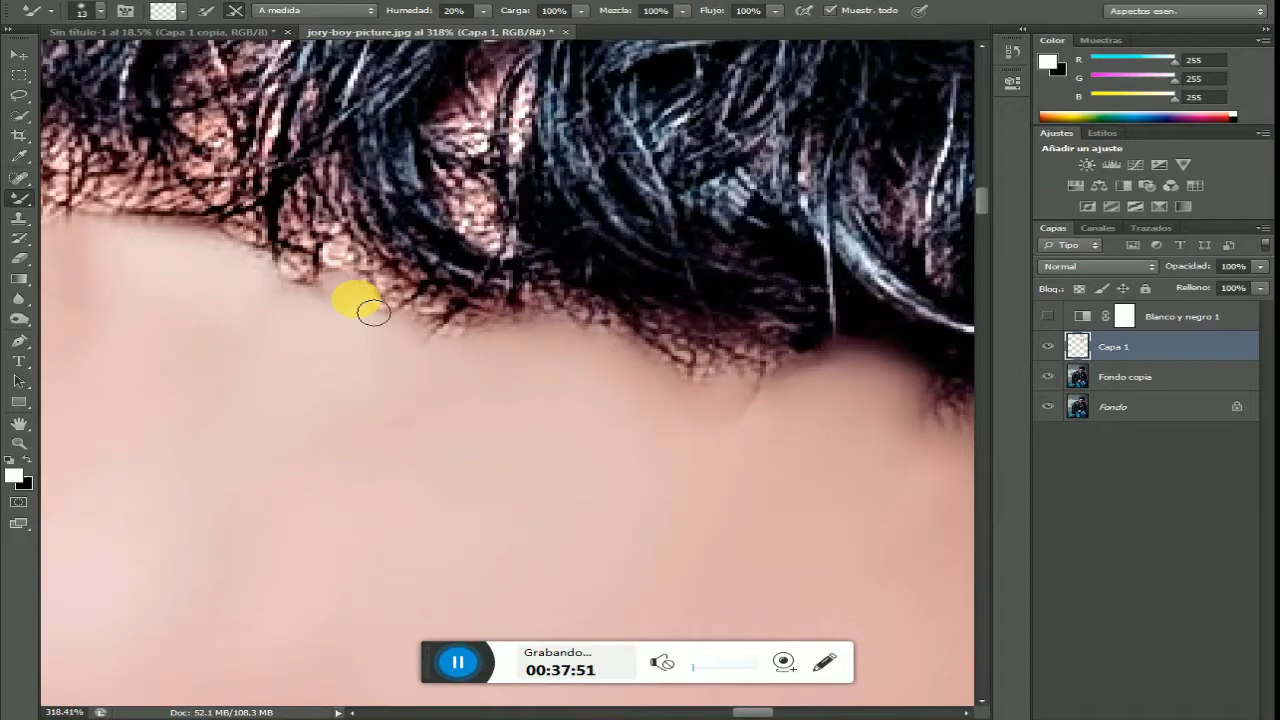 13 A medida Humedad: 20% Carga: 100% Mezcla: 100% Flujo: 100% Muestr. todo Aspectos esen.
Sin título-1 al 18.5% (Capa 1 copia, RGB/8) * × jory-boy-picture.jpg al 318% (Capa 1, RGB/8#) * ×
Color Muestras
R 255
G 255
B 255
Ajustes Estilos
Añadir un ajuste
Capas Canales Trazados
Tipo
Normal Opacidad: 100%
Bloq.: Relleno: 100%
Blanco y negro 1
Capa 1
Fondo copia
Fondo
Grabando...
00:37:51
318.41% Doc: 52.1 MB/108.3 MB